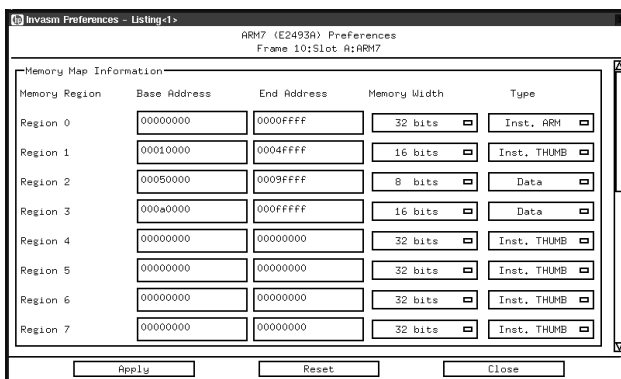 Invasm Preferences - Listing<1>
ARM7 (E2493A) Preferences
Frame 10:Slot A:ARM7
Memory Map Information
Memory Region Base Address End Address Memory Width Type
Region 0 00000000 0000ffff 32 bits Inst. ARM
Region 1 00010000 0004ffff 16 bits Inst. THUMB
Region 2 00050000 0009ffff 8 bits Data
Region 3 000a0000 000fffff 16 bits Data
Region 4 00000000 00000000 32 bits Inst. THUMB
Region 5 00000000 00000000 32 bits Inst. THUMB
Region 6 00000000 00000000 32 bits Inst. THUMB
Region 7 00000000 00000000 32 bits Inst. THUMB
Apply Reset Close